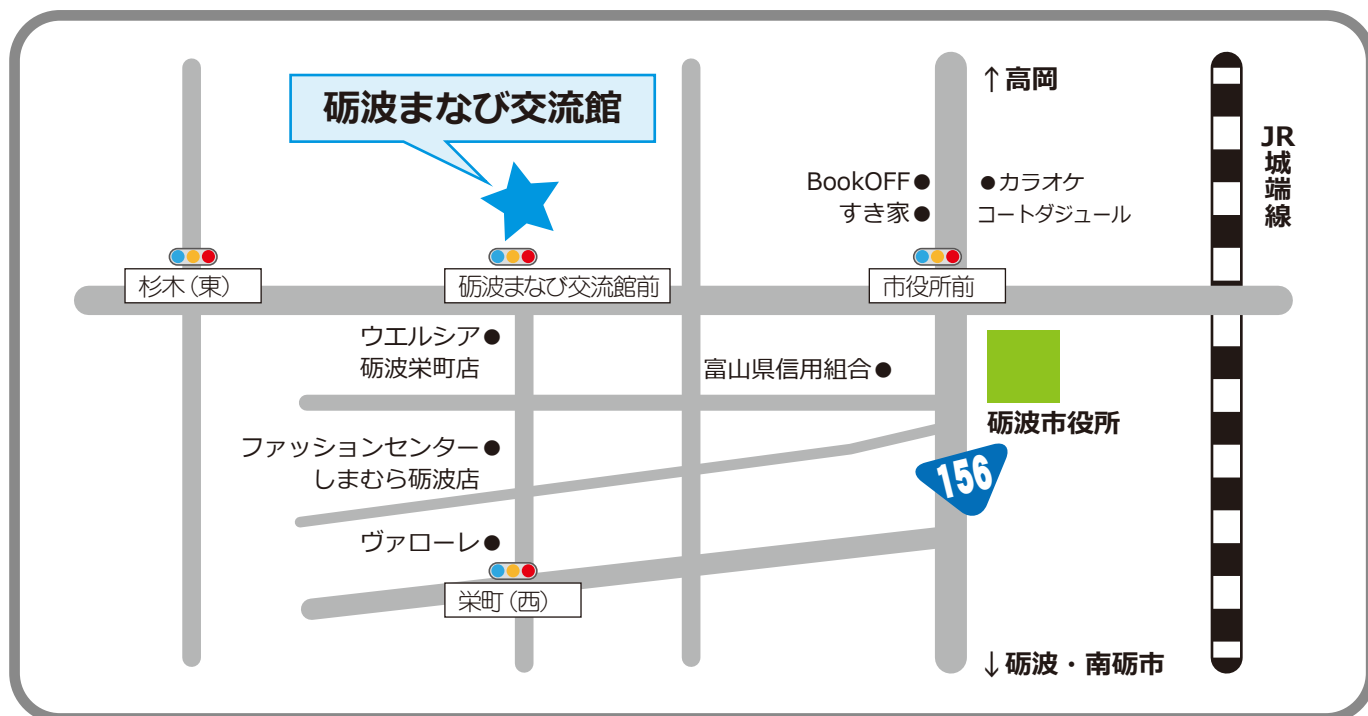 砺波まなび交流館
↑高岡
JR城端線
BookOFF●
●カラオケ
すき家●
コートダジュール
杉木(東)
砺波まなび交流館前
市役所前
ウエルシア●
砺波栄町店
富山県信用組合●
砺波市役所
ファッションセンター●
しまむら砺波店
156
ヴァローレ●
栄町(西)
↓砺波・南砺市